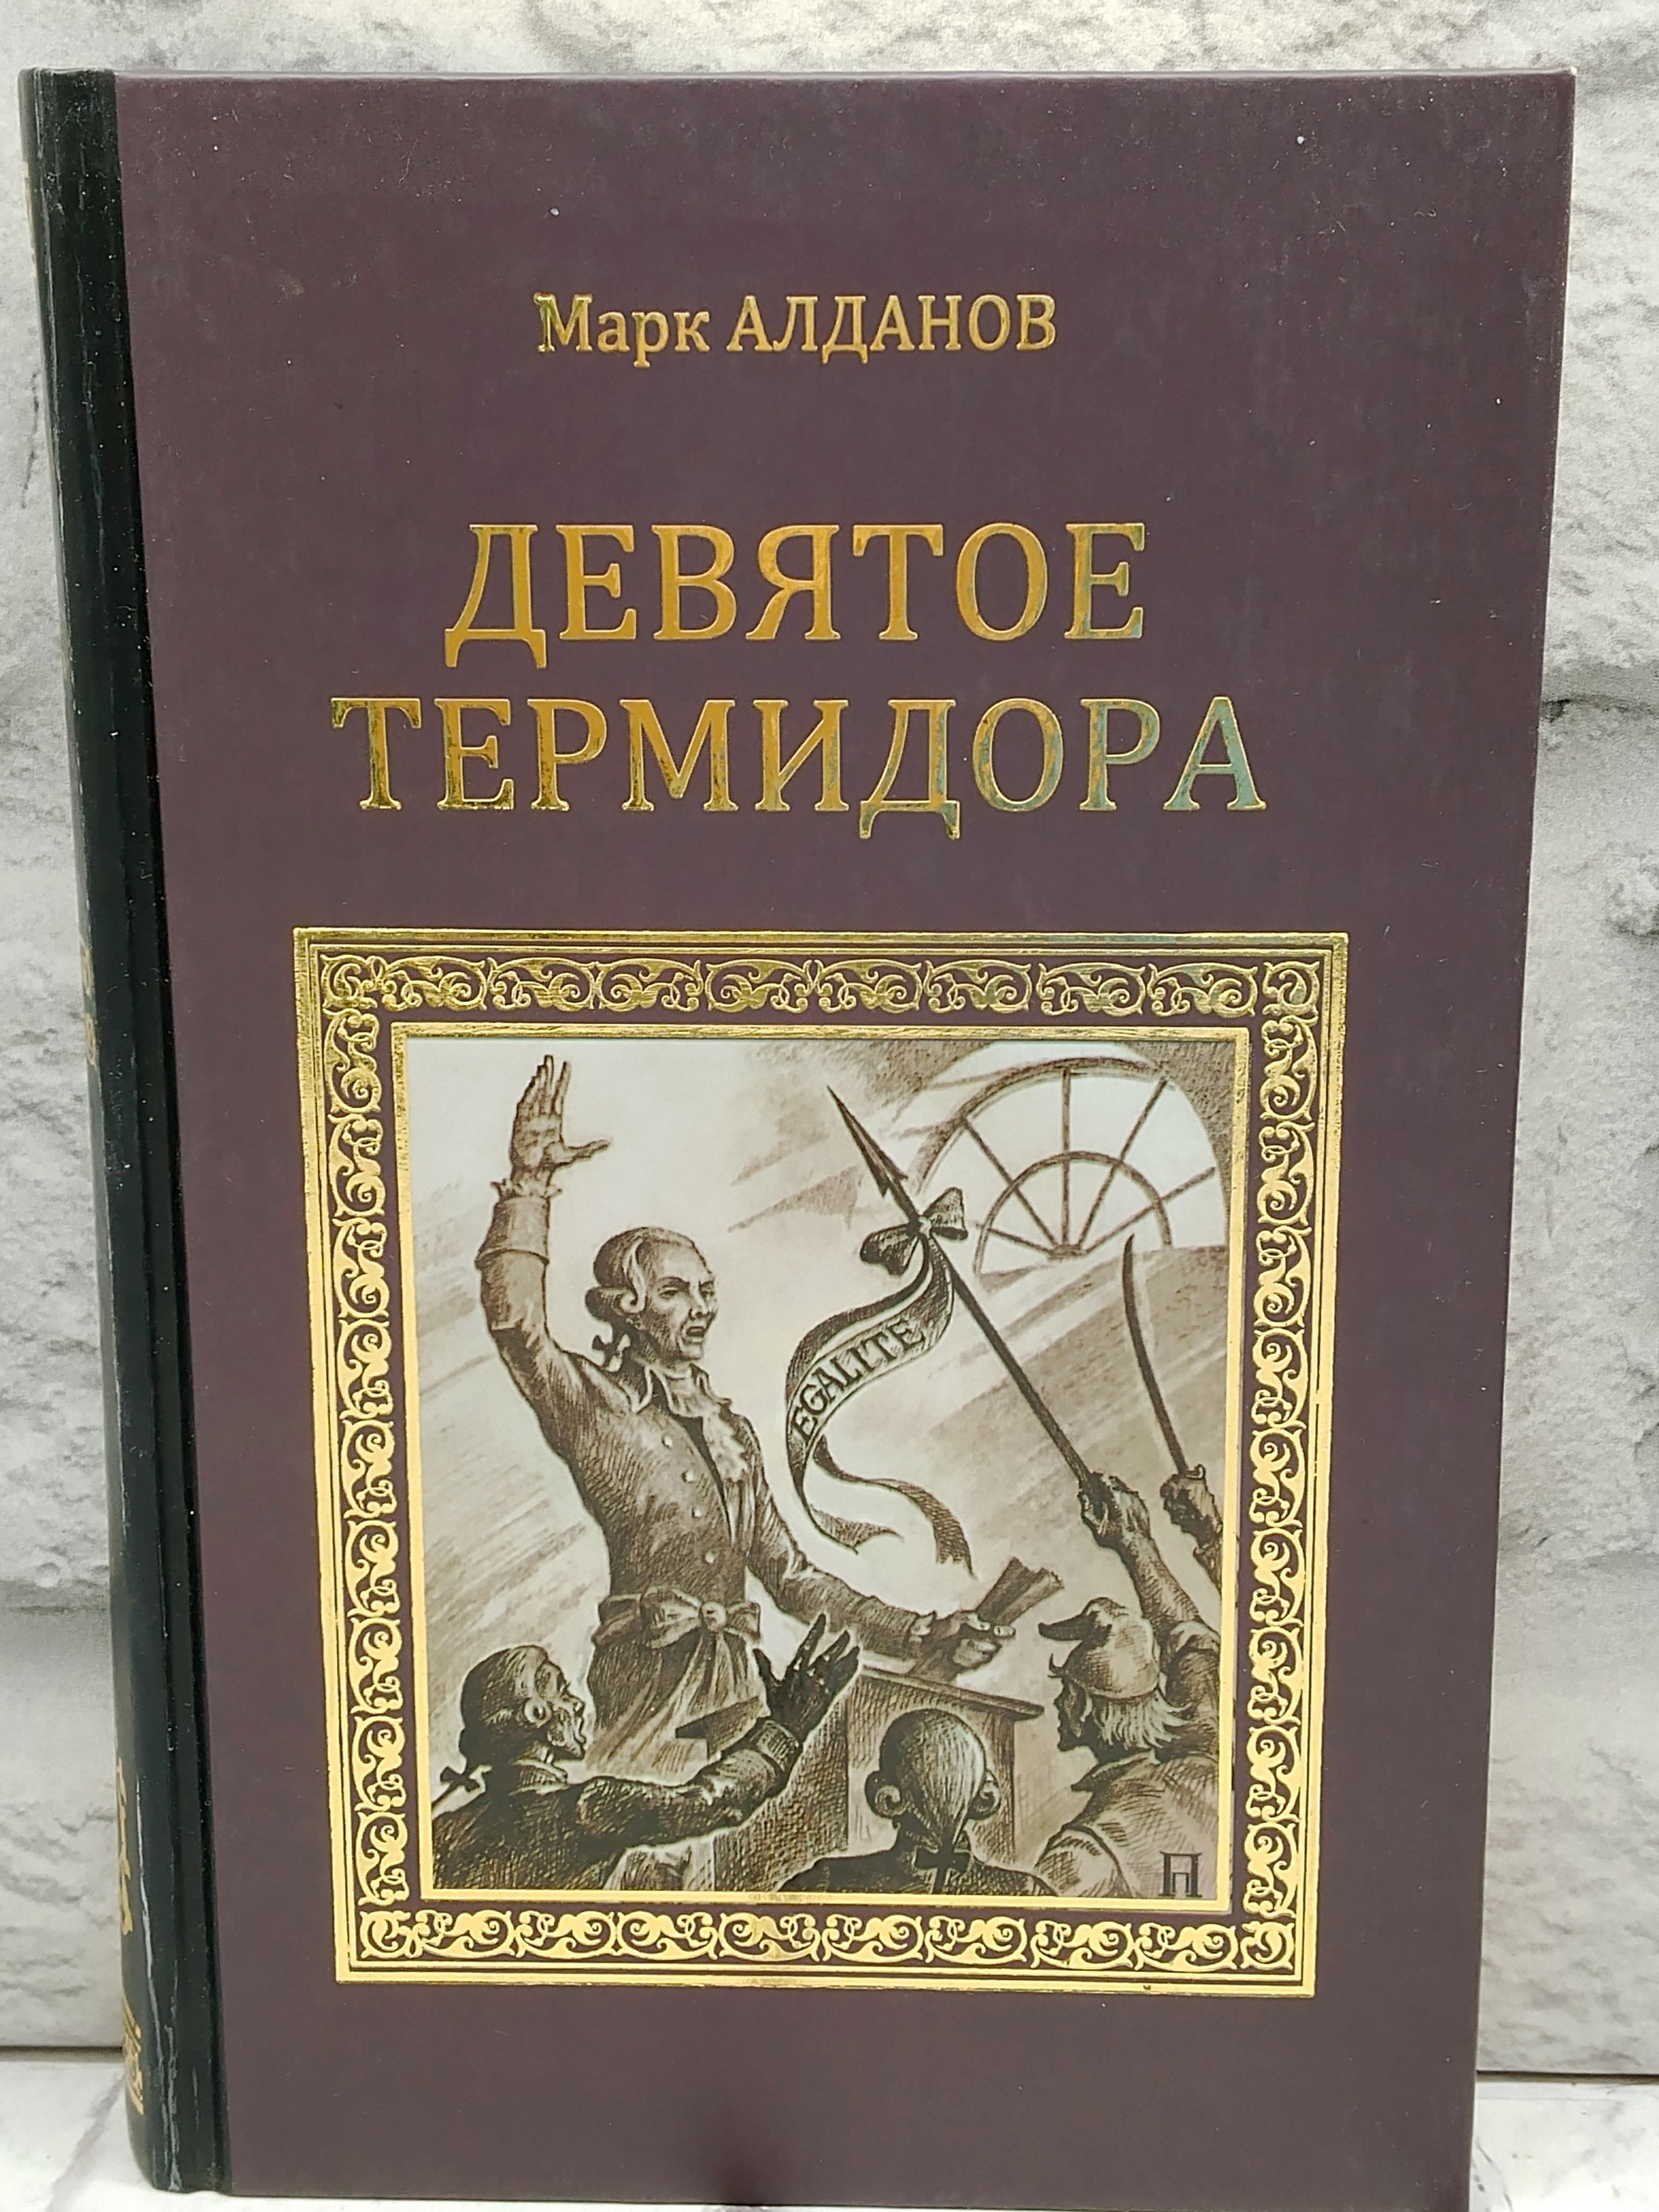 Марк АЛДАНОВ
ДЕВЯТОЕ
ТЕРМИДОРА
EGALITE
П